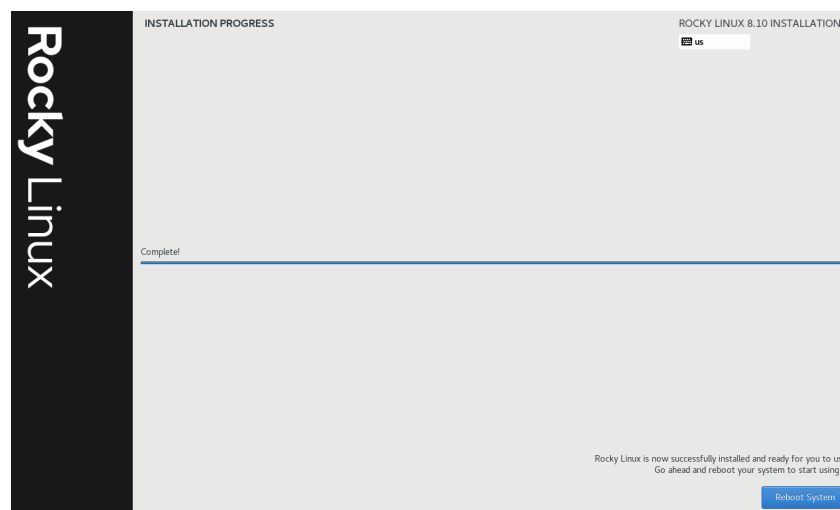 Rocky Linux
INSTALLATION PROGRESS
ROCKY LINUX 8.10 INSTALLATION
us
Complete!
Rocky Linux is now successfully installed and ready for you to us
Go ahead and reboot your system to start using
Reboot System